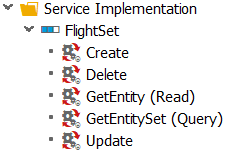 Service Implementation
FlightSet
Create
Delete
GetEntity (Read)
GetEntitySet (Query)
Update